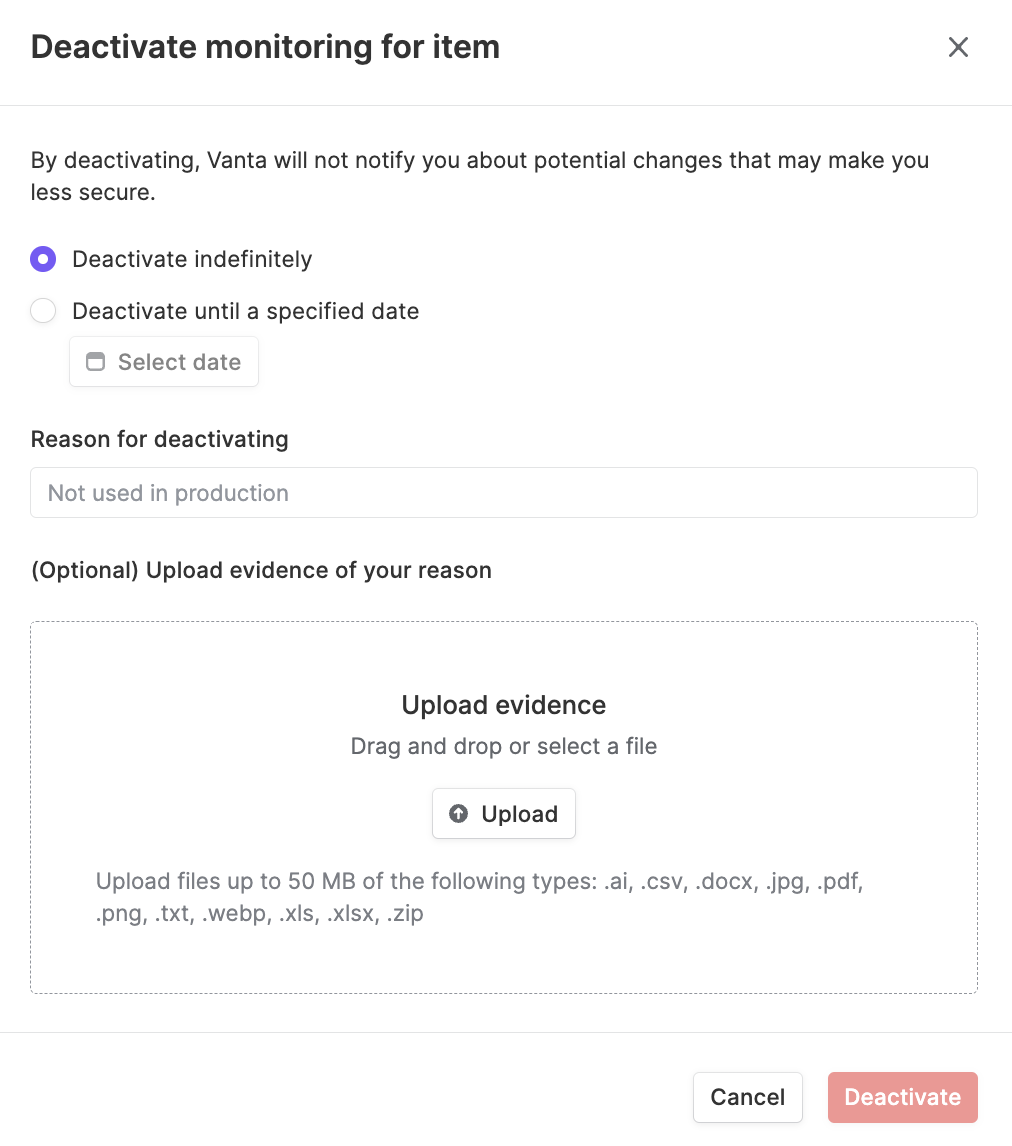 Deactivate monitoring for item
By deactivating, Vanta will not notify you about potential changes that may make you
less secure.
Deactivate indefinitely
Deactivate until a specified date
Select date
Reason for deactivating
Not used in production
(Optional) Upload evidence of your reason
Upload evidence
Drag and drop or select a file
Upload
Upload files up to 50 MB of the following types: .ai, .csv, .docx, .jpg, .pdf,
.png, .txt, .webp, .xls, .xlsx, .zip
Cancel
Deactivate